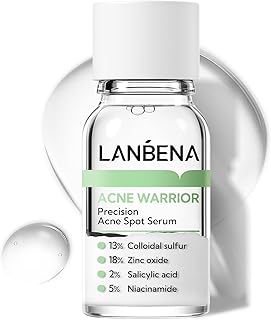 LANBENA
ACNE WARRIOR
Precision
Acne Spot Serum
13% Colloidal sulfur
18% Zinc oxide
2% Salicylic acid
5% Niacinamide